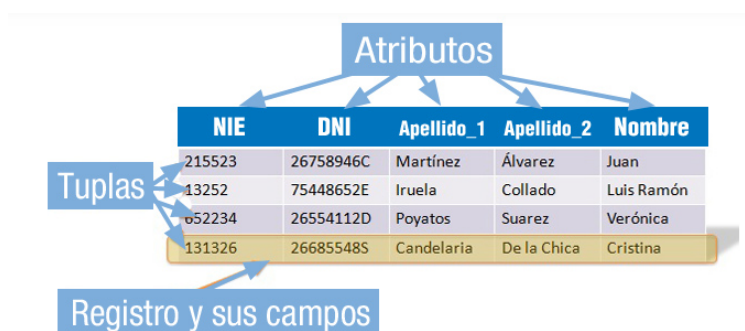 Atributos
NIE DNI Apellido_1 Apellido_2 Nombre
215523 26758946C Martínez Álvarez Juan
13252 75448652E Iruela Collado Luis Ramón
652234 26554112D Poyatos Suarez Verónica
131326 26685548S Candelaria De la Chica Cristina
Tuplas
Registro y sus campos